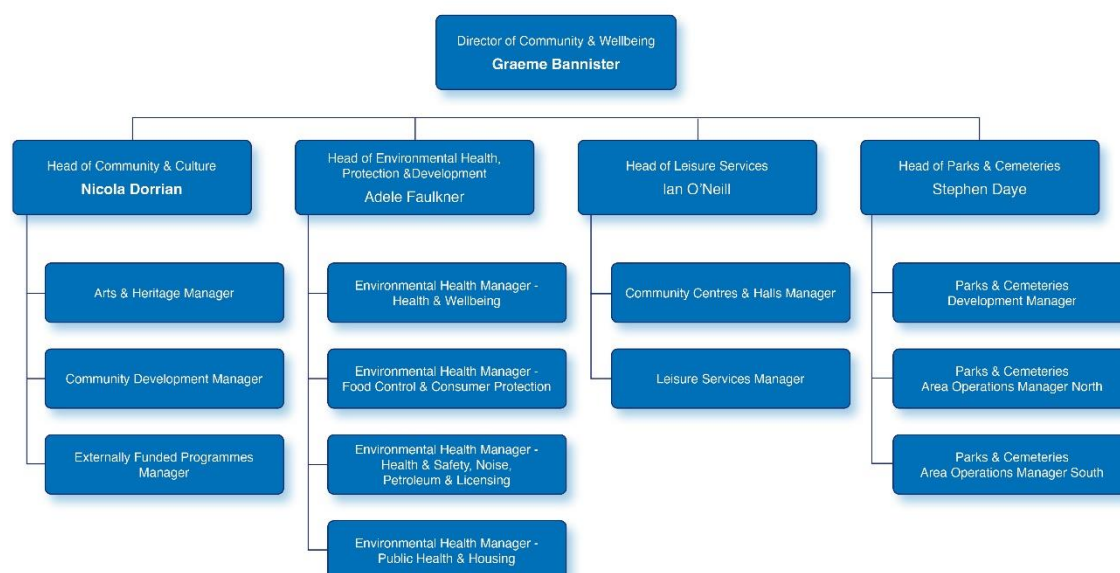 Director of Community & Wellbeing
Graeme Bannister
Head of Community & Culture
Nicola Dorrian
Arts & Heritage Manager
Community Development Manager
Externally Funded Programmes
Manager
Head of Environmental Health,
Protection &Development
Adele Faulkner
Environmental Health Manager -
Health & Wellbeing
Environmental Health Manager -
Food Control & Consumer Protection
Environmental Health Manager -
Health & Safety, Noise,
Petroleum & Licensing
Environmental Health Manager -
Public Health & Housing
Head of Leisure Services
Ian O'Neill
Community Centres & Halls Manager
Leisure Services Manager
Head of Parks & Cemeteries
Stephen Daye
Parks & Cemeteries
Development Manager
Parks & Cemeteries
Area Operations Manager North
Parks & Cemeteries
Area Operations Manager South